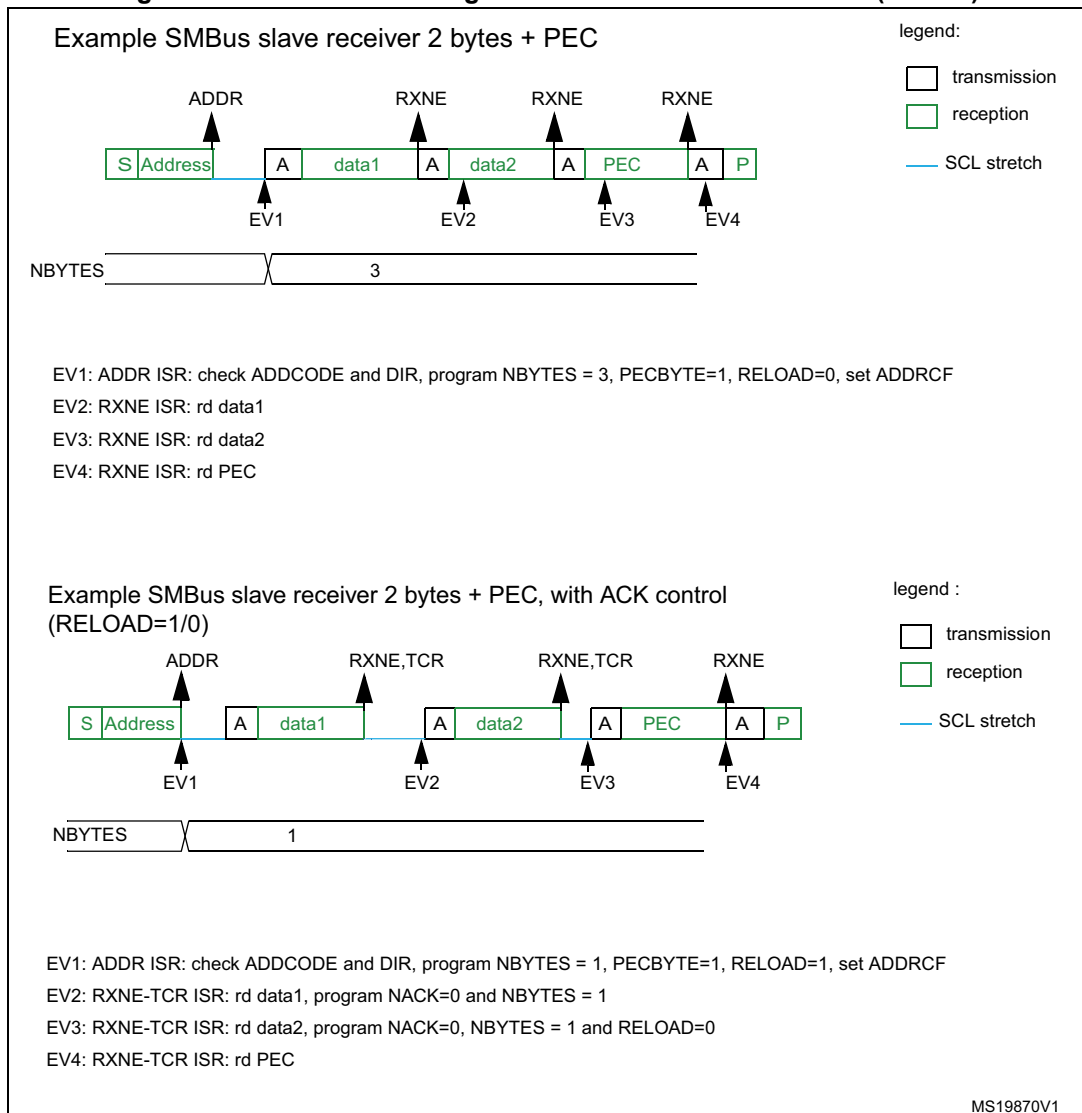 Example SMBus slave receiver 2 bytes + PEC
legend:
transmission
reception
SCL stretch
ADDR RXNE RXNE RXNE
S Address A data1 A data2 A PEC A P
EV1 EV2 EV3 EV4
NBYTES 3
EV1: ADDR ISR: check ADDCODE and DIR, program NBYTES = 3, PECBYTE=1, RELOAD=0, set ADDRCF
EV2: RXNE ISR: rd data1
EV3: RXNE ISR: rd data2
EV4: RXNE ISR: rd PEC
Example SMBus slave receiver 2 bytes + PEC, with ACK control
(RELOAD=1/0)
legend :
transmission
reception
SCL stretch
ADDR RXNE,TCR RXNE,TCR RXNE
S Address A data1 A data2 A PEC A P
EV1 EV2 EV3 EV4
NBYTES 1
EV1: ADDR ISR: check ADDCODE and DIR, program NBYTES = 1, PECBYTE=1, RELOAD=1, set ADDRCF
EV2: RXNE-TCR ISR: rd data1, program NACK=0 and NBYTES = 1
EV3: RXNE-TCR ISR: rd data2, program NACK=0, NBYTES = 1 and RELOAD=0
EV4: RXNE-TCR ISR: rd PEC
MS19870V1